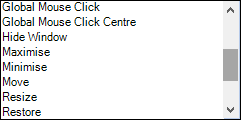 Global Mouse Click
Global Mouse Click Centre
Hide Window
Maximise
Minimise
Move
Resize
Restore